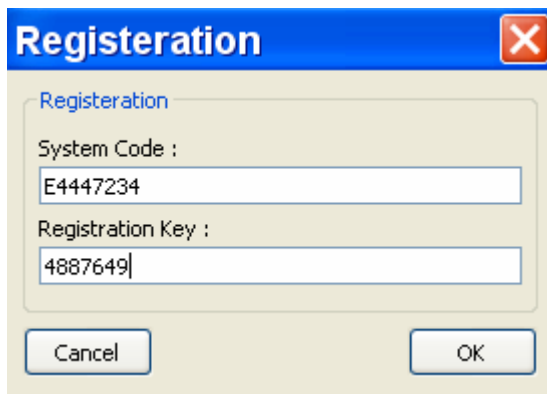 Registeration
Registeration
System Code :
E4447234
Registration Key :
4887649
Cancel
OK